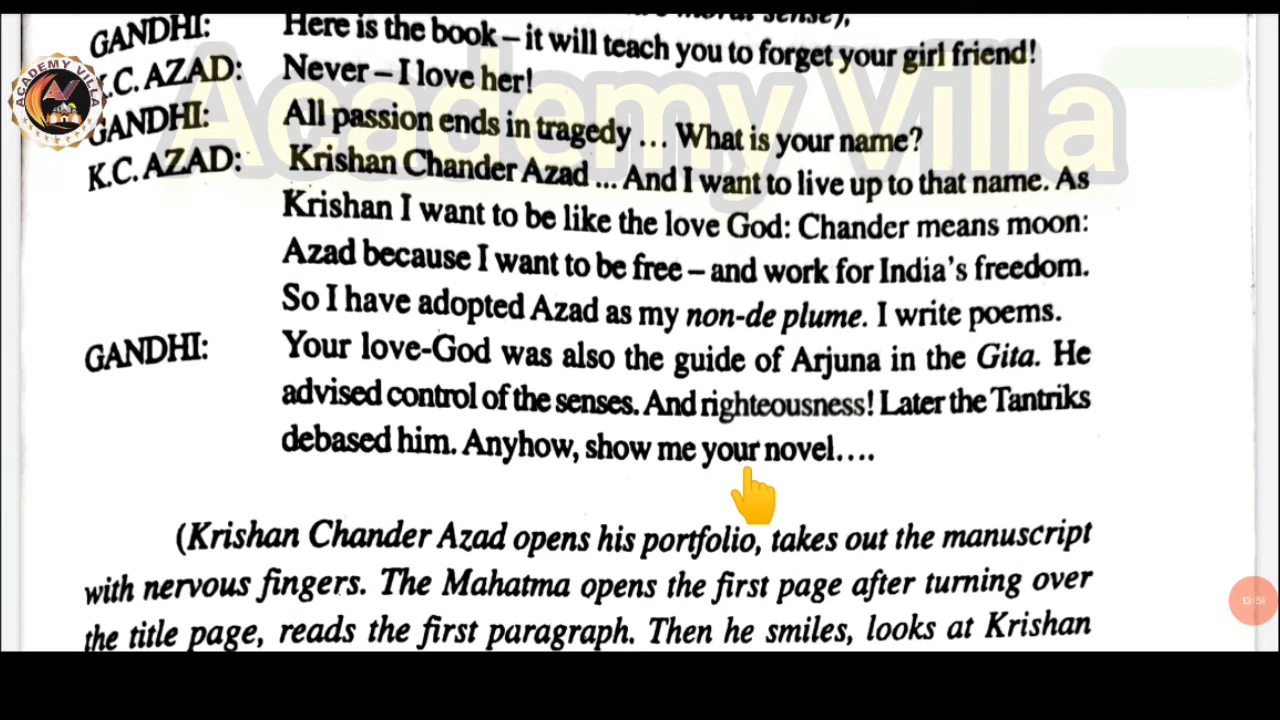 moral sense),
GANDHI: Here is the book – it will teach you to forget your girl friend!
K.C. AZAD: Never – I love her!
GANDHI: All passion ends in tragedy ... What is your name?
K.C. AZAD: Krishan Chander Azad ... And I want to live up to that name. As
Krishan I want to be like the love God: Chander means moon:
Azad because I want to be free – and work for India's freedom.
So I have adopted Azad as my non-de plume. I write poems.
GANDHI: Your love-God was also the guide of Arjuna in the Gita. He
advised control of the senses. And righteousness! Later the Tantriks
debased him. Anyhow, show me your novel....
(Krishan Chander Azad opens his portfolio, takes out the manuscript
with nervous fingers. The Mahatma opens the first page after turning over
the title page, reads the first paragraph. Then he smiles, looks at Krishan
Academy Villa
ACADEMY VILLA
AV